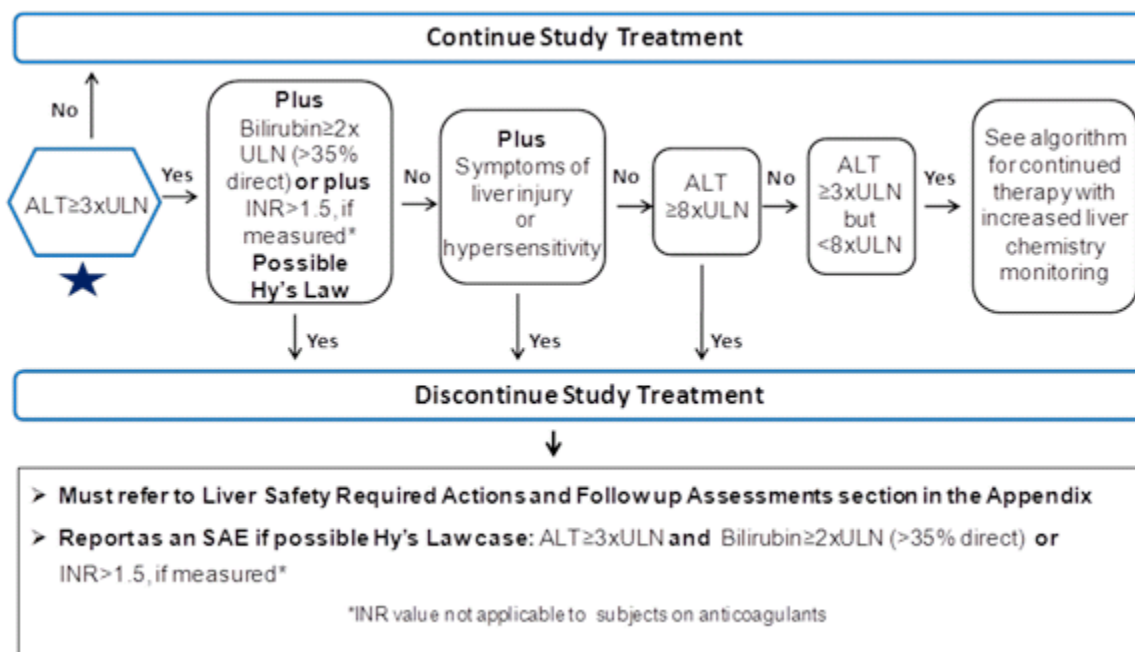 Continue Study Treatment
No
ALT≥3xULN
Yes
Plus
Bilirubin≥2x
ULN (>35%
direct) or plus
INR>1.5, if
measured*
Possible
Hy's Law
No
Plus
Symptoms of
liver injury
or
hypersensitivity
No
ALT
≥8xULN
No
ALT
≥3xULN
but
<8xULN
Yes
See algorithm
for continued
therapy with
increased liver
chemistry
monitoring
Yes
Yes
Yes
Discontinue Study Treatment
➤ Must refer to Liver Safety Required Actions and Follow up Assessments section in the Appendix
➤ Report as an SAE if possible Hy's Law case: ALT≥3xULN and Bilirubin≥2xULN (>35% direct) or
INR>1.5, if measured*
*INR value not applicable to subjects on anticoagulants